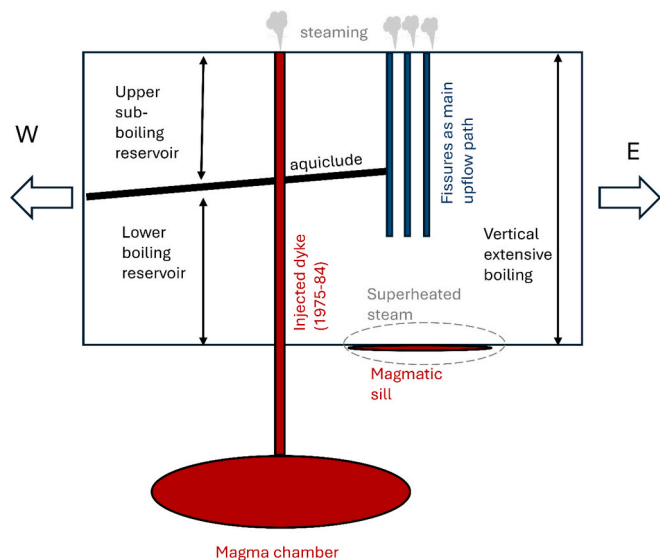 steaming
Upper
sub-
boiling
reservoir
W
aquiclude
Fissures as main
upflow path
E
Lower
boiling
reservoir
Injected dyke
(1975-84)
Vertical
extensive
boiling
Superheated
steam
Magmatic
sill
Magma chamber